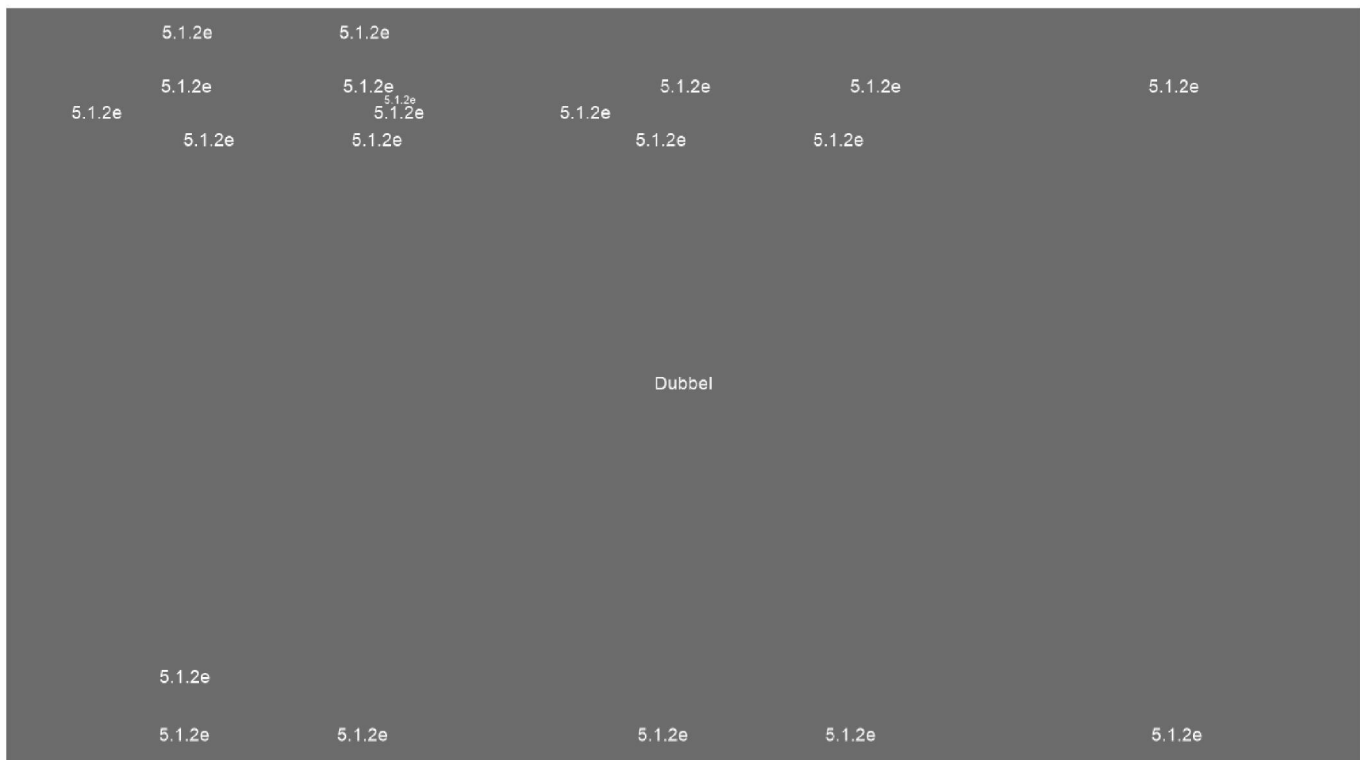 5.1.2e 5.1.2e
5.1.2e 5.1.2e 5.1.2e 5.1.2e 5.1.2e
5.1.2e
5.1.2e 5.1.2e 5.1.2e
5.1.2e 5.1.2e 5.1.2e 5.1.2e
Dubbel
5.1.2e
5.1.2e 5.1.2e 5.1.2e 5.1.2e 5.1.2e